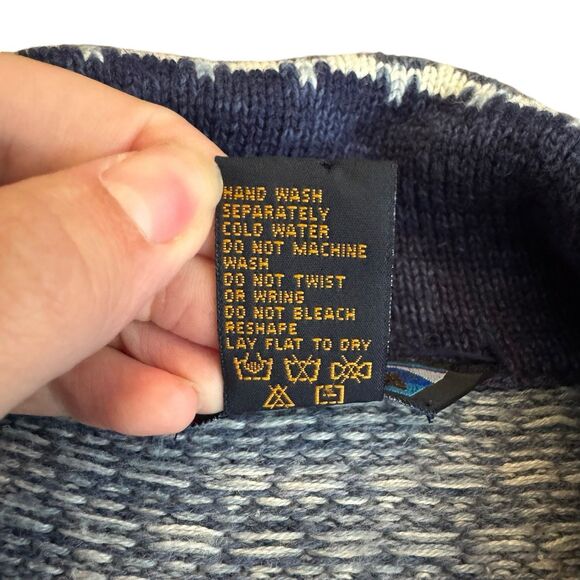 HAND WASH
SEPARATELY
COLD WATER
DO NOT MACHINE
WASH
DO NOT TWIST
OR WRING
DO NOT BLEACH
RESHAPE
LAY FLAT TO DRY